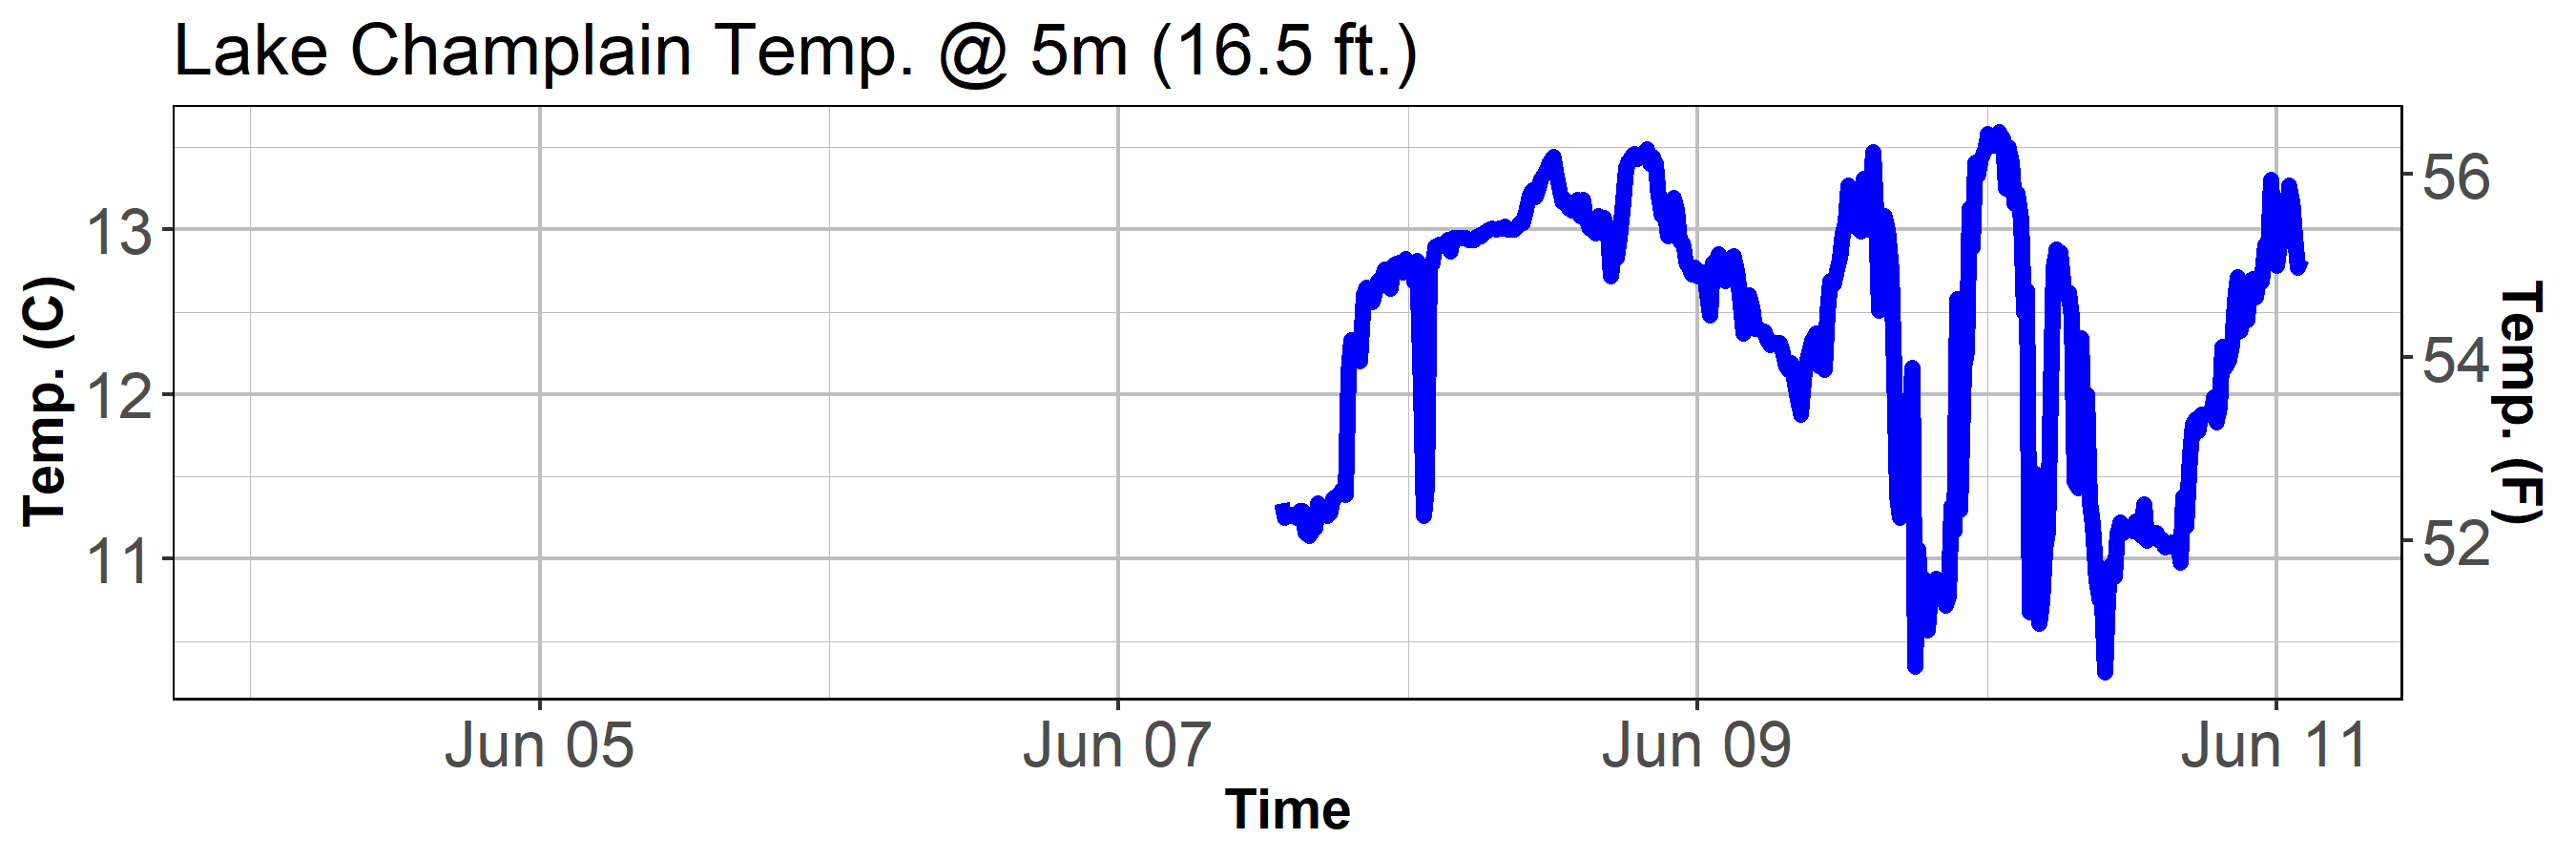 Lake Champlain Temp. @ 5m (16.5 ft.)
Temp. (C)
13
12
11
56
54
52
Temp. (F)
Jun 05
Jun 07
Jun 09
Jun 11
Time